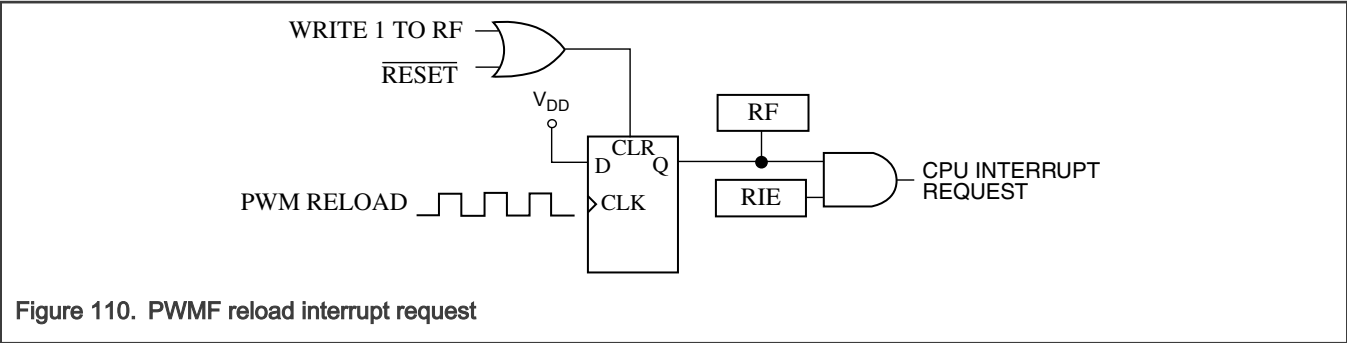 WRITE 1 TO RF
RESET
VDD
RF
CLR
D
Q
CPU INTERRUPT
REQUEST
PWM RELOAD
CLK
RIE
Figure 110. PWMF reload interrupt request